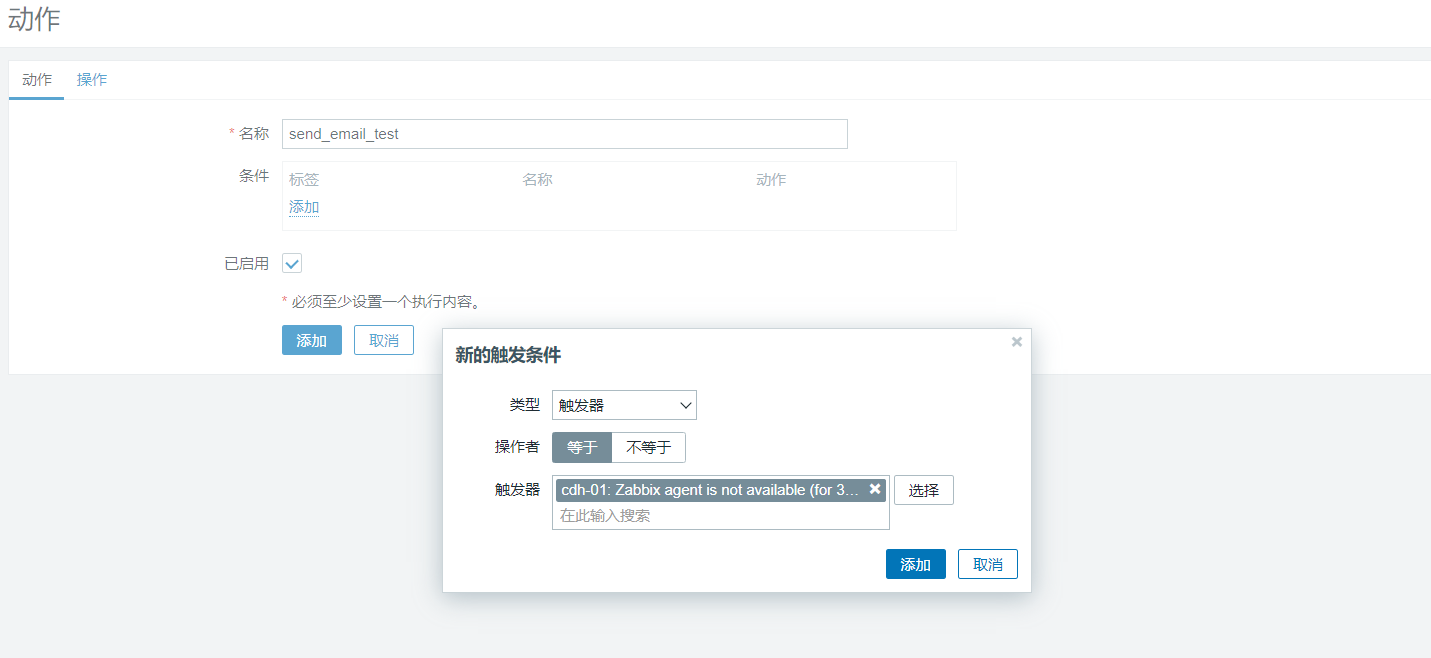 动作
动作 操作
* 名称 send_email_test
条件 标签 名称 动作
添加
已启用
* 必须至少设置一个执行内容。
添加 取消
新的触发条件
类型 触发器
操作者 等于 不等于
触发器 cdh-01: Zabbix agent is not available (for 3... 选择
在此输入搜索
添加 取消